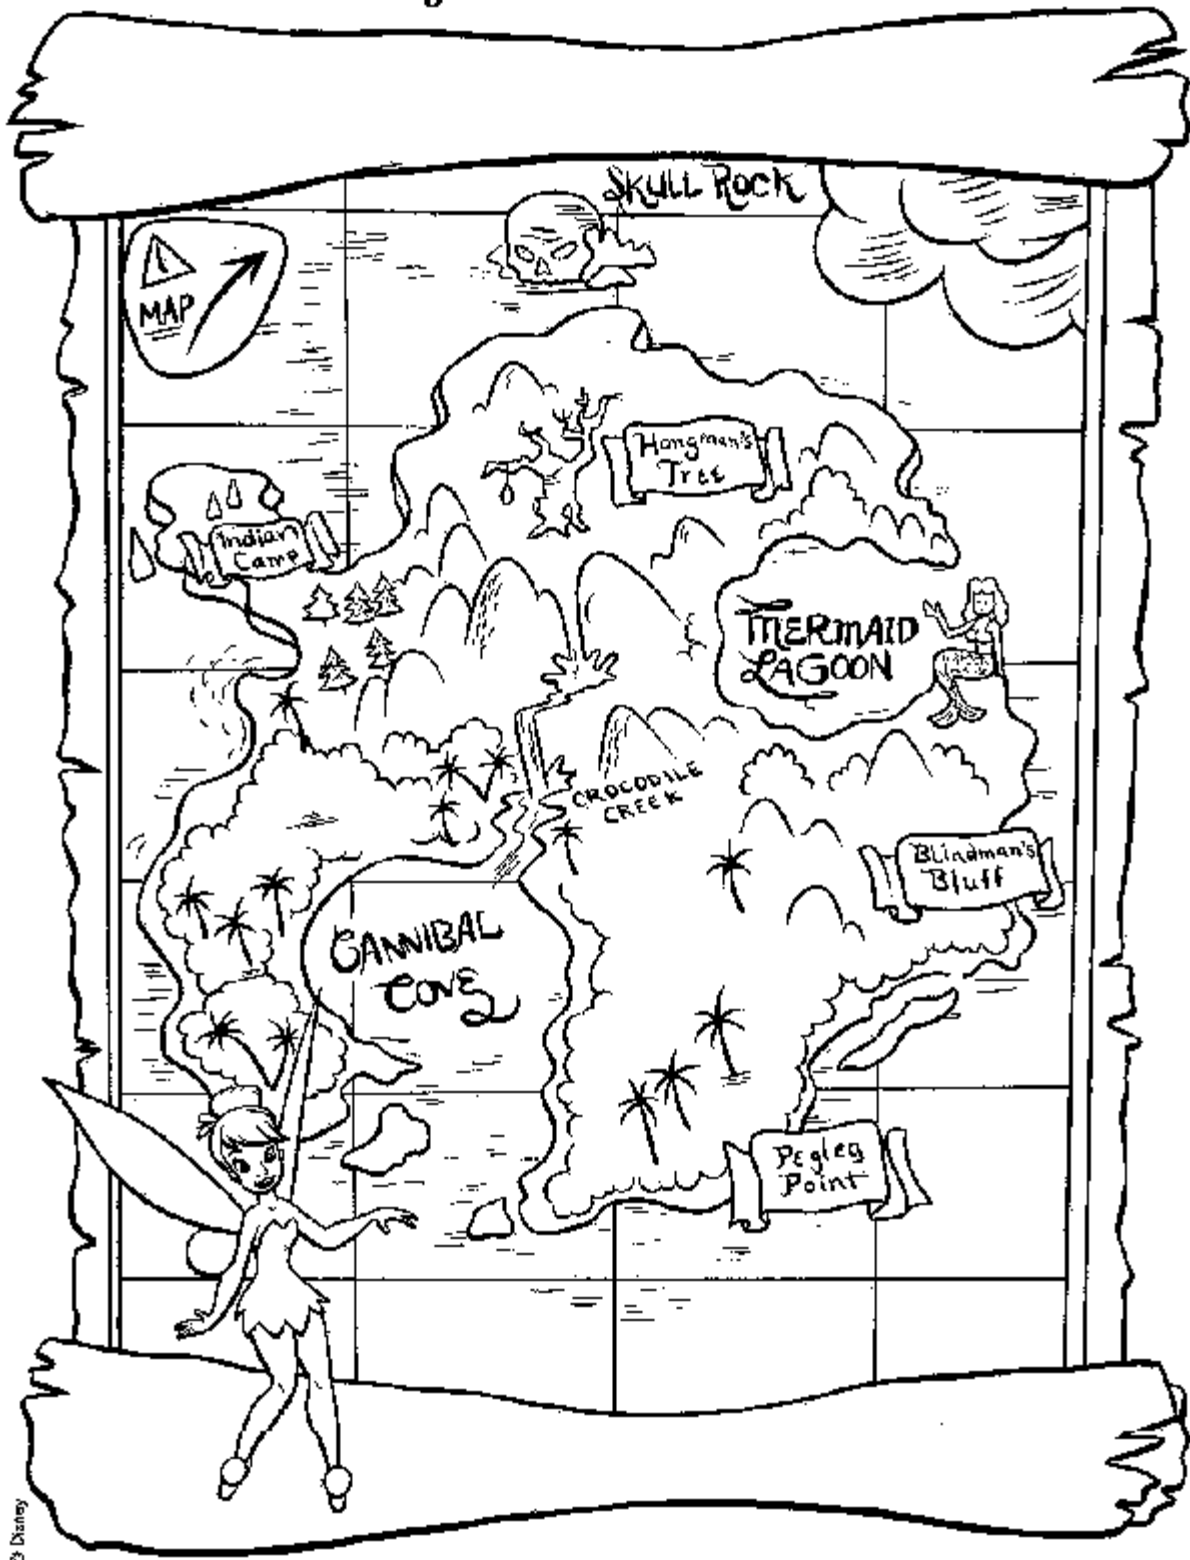 SKULL ROCK
MAP
Hangman's
Tree
Indian
Camp
MERMAID
LAGOON
CROCODILE
CREEK
Blindman's
Bluff
CANNIBAL
COVE
Pegleg
Point
© Disney